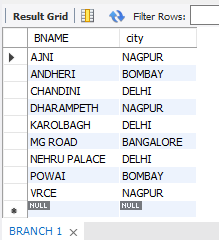 Result Grid Filter Rows:
BNAME city
AJNI NAGPUR
ANDHERI BOMBAY
CHANDINI DELHI
DHARAMPETH NAGPUR
KAROLBAGH DELHI
MG ROAD BANGALORE
NEHRU PALACE DELHI
POWAI BOMBAY
VRCE NAGPUR
NULL NULL
BRANCH 1